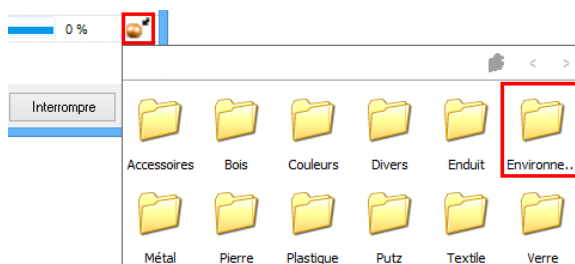 0 %
< >
Interrompre
Accessoires Bois Couleurs Divers Enduit Environne..
Métal Pierre Plastique Putz Textile Verre